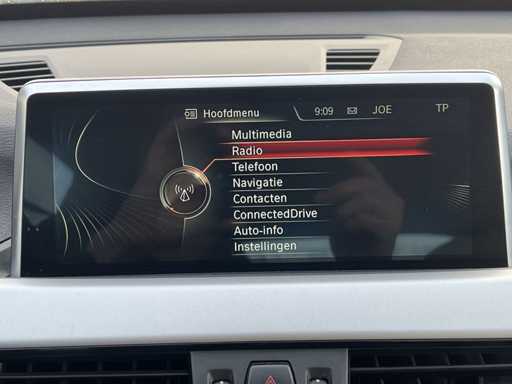 Hoofdmenu 9:09 JOE TP
Multimedia
Radio
Telefoon
Navigatie
Contacten
ConnectedDrive
Auto-info
Instellingen